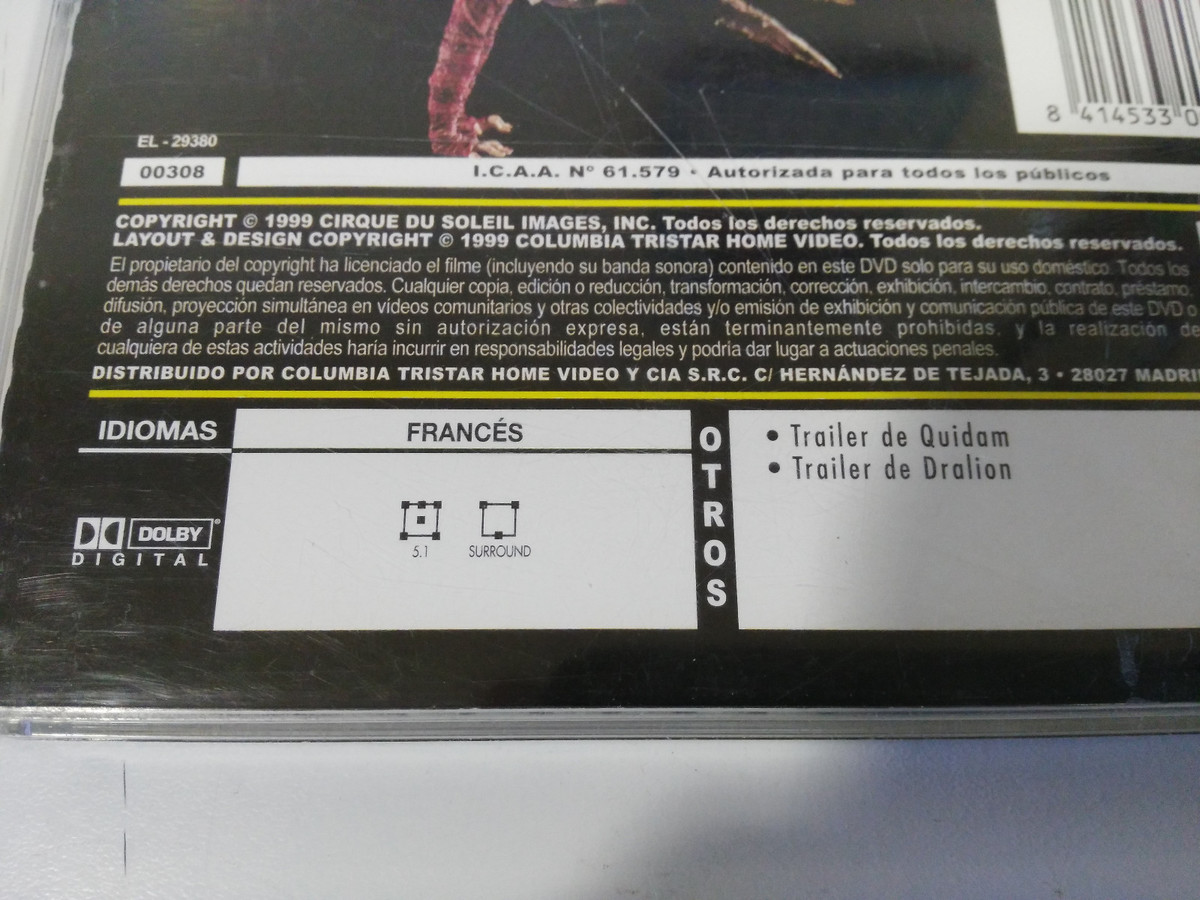 8 414533 0
EL - 29380
00308
I.C.A.A. Nº 61.579 • Autorizada para todos los públicos
COPYRIGHT © 1999 CIRQUE DU SOLEIL IMAGES, INC. Todos los derechos reservados.
LAYOUT & DESIGN COPYRIGHT © 1999 COLUMBIA TRISTAR HOME VIDEO. Todos los derechos reservados.
El propietario del copyright ha licenciado el filme (incluyendo su banda sonora) contenido en este DVD solo para su uso doméstico. Todos los
demás derechos quedan reservados. Cualquier copia, edición o reducción, transformación, corrección, exhibición, intercambio, contrato, préstamo
difusión, proyección simultánea en vídeos comunitarios y otras colectividades y/o emisión de exhibición y comunicación pública de este DVD o
de alguna parte del mismo sin autorización expresa, están terminantemente prohibidas, y la realización de
cualquiera de estas actividades haría incurrir en responsabilidades legales y podria dar lugar a actuaciones penales.
DISTRIBUIDO POR COLUMBIA TRISTAR HOME VIDEO Y CIA S.R.C. C/ HERNÁNDEZ DE TEJADA, 3 • 28027 MADRI
IDIOMAS
FRANCÉS
DOLBY
DIGITAL
5.1
SURROUND
OTROS
• Trailer de Quidam
• Trailer de Dralion